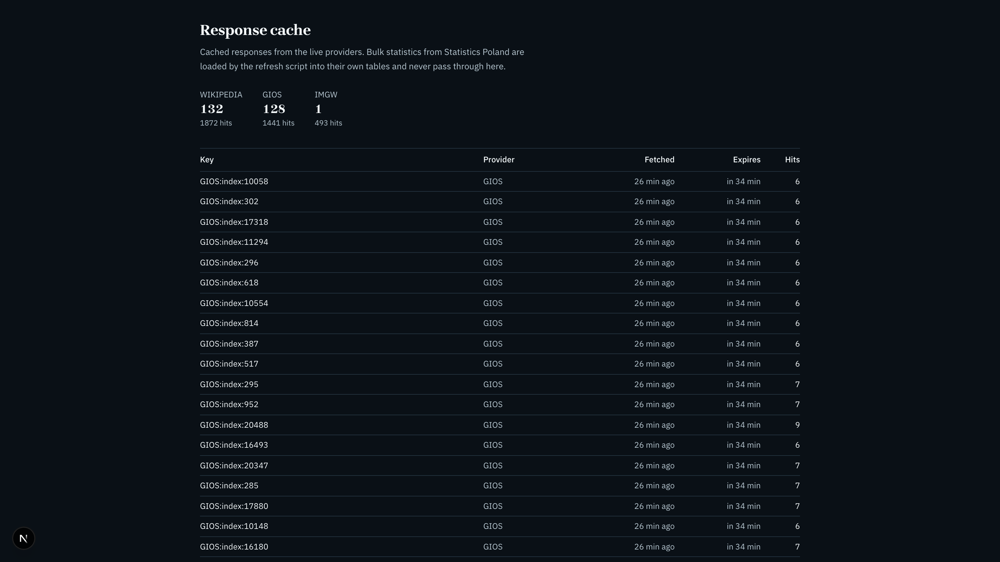 Response cache
Cached responses from the live providers. Bulk statistics from Statistics Poland are
loaded by the refresh script into their own tables and never pass through here.
WIKIPEDIA GIOS IMGW
132 128 1
1872 hits 1441 hits 493 hits
Key Provider Fetched Expires Hits
GIOS:index:10058 GIOS 26 min ago in 34 min 6
GIOS:index:302 GIOS 26 min ago in 34 min 6
GIOS:index:17318 GIOS 26 min ago in 34 min 6
GIOS:index:11294 GIOS 26 min ago in 34 min 6
GIOS:index:296 GIOS 26 min ago in 34 min 6
GIOS:index:618 GIOS 26 min ago in 34 min 6
GIOS:index:10554 GIOS 26 min ago in 34 min 6
GIOS:index:814 GIOS 26 min ago in 34 min 6
GIOS:index:387 GIOS 26 min ago in 34 min 6
GIOS:index:517 GIOS 26 min ago in 34 min 6
GIOS:index:295 GIOS 26 min ago in 34 min 7
GIOS:index:952 GIOS 26 min ago in 34 min 7
GIOS:index:20488 GIOS 26 min ago in 34 min 9
GIOS:index:16493 GIOS 26 min ago in 34 min 6
GIOS:index:20347 GIOS 26 min ago in 34 min 7
GIOS:index:285 GIOS 26 min ago in 34 min 7
GIOS:index:17880 GIOS 26 min ago in 34 min 7
GIOS:index:10148 GIOS 26 min ago in 34 min 6
GIOS:index:16180 GIOS 26 min ago in 34 min 7
N